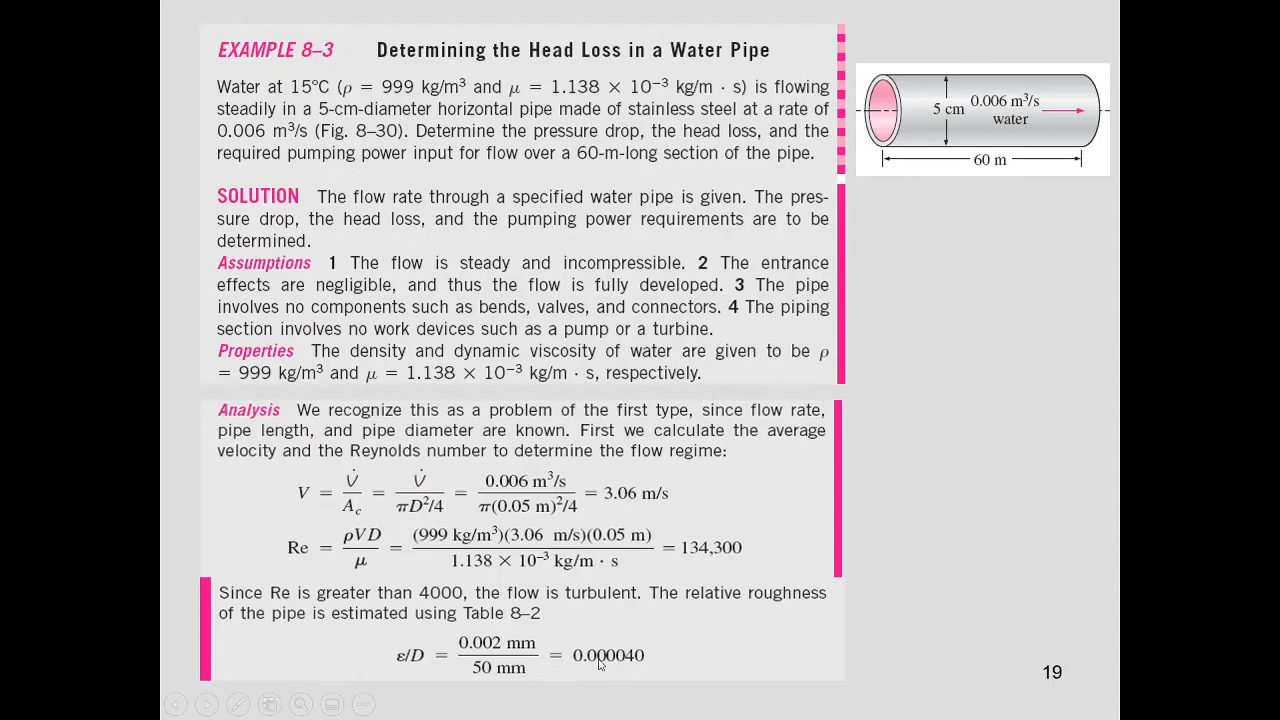 EXAMPLE 8–3 Determining the Head Loss in a Water Pipe
Water at 15°C (ρ = 999 kg/m³ and μ = 1.138 × 10⁻³ kg/m · s) is flowing
steadily in a 5-cm-diameter horizontal pipe made of stainless steel at a rate of
0.006 m³/s (Fig. 8–30). Determine the pressure drop, the head loss, and the
required pumping power input for flow over a 60-m-long section of the pipe.
5 cm
0.006 m³/s
water
60 m
SOLUTION The flow rate through a specified water pipe is given. The pres-
sure drop, the head loss, and the pumping power requirements are to be
determined.
Assumptions 1 The flow is steady and incompressible. 2 The entrance
effects are negligible, and thus the flow is fully developed. 3 The pipe
involves no components such as bends, valves, and connectors. 4 The piping
section involves no work devices such as a pump or a turbine.
Properties The density and dynamic viscosity of water are given to be ρ
= 999 kg/m³ and μ = 1.138 × 10⁻³ kg/m · s, respectively.
Analysis We recognize this as a problem of the first type, since flow rate,
pipe length, and pipe diameter are known. First we calculate the average
velocity and the Reynolds number to determine the flow regime:
V = V̇/A_c = V̇/(πD²/4) = (0.006 m³/s)/(π(0.05 m)²/4) = 3.06 m/s
Re = ρVD/μ = ((999 kg/m³)(3.06 m/s)(0.05 m))/(1.138 × 10⁻³ kg/m · s) = 134,300
Since Re is greater than 4000, the flow is turbulent. The relative roughness
of the pipe is estimated using Table 8–2
ε/D = (0.002 mm)/(50 mm) = 0.000040
19